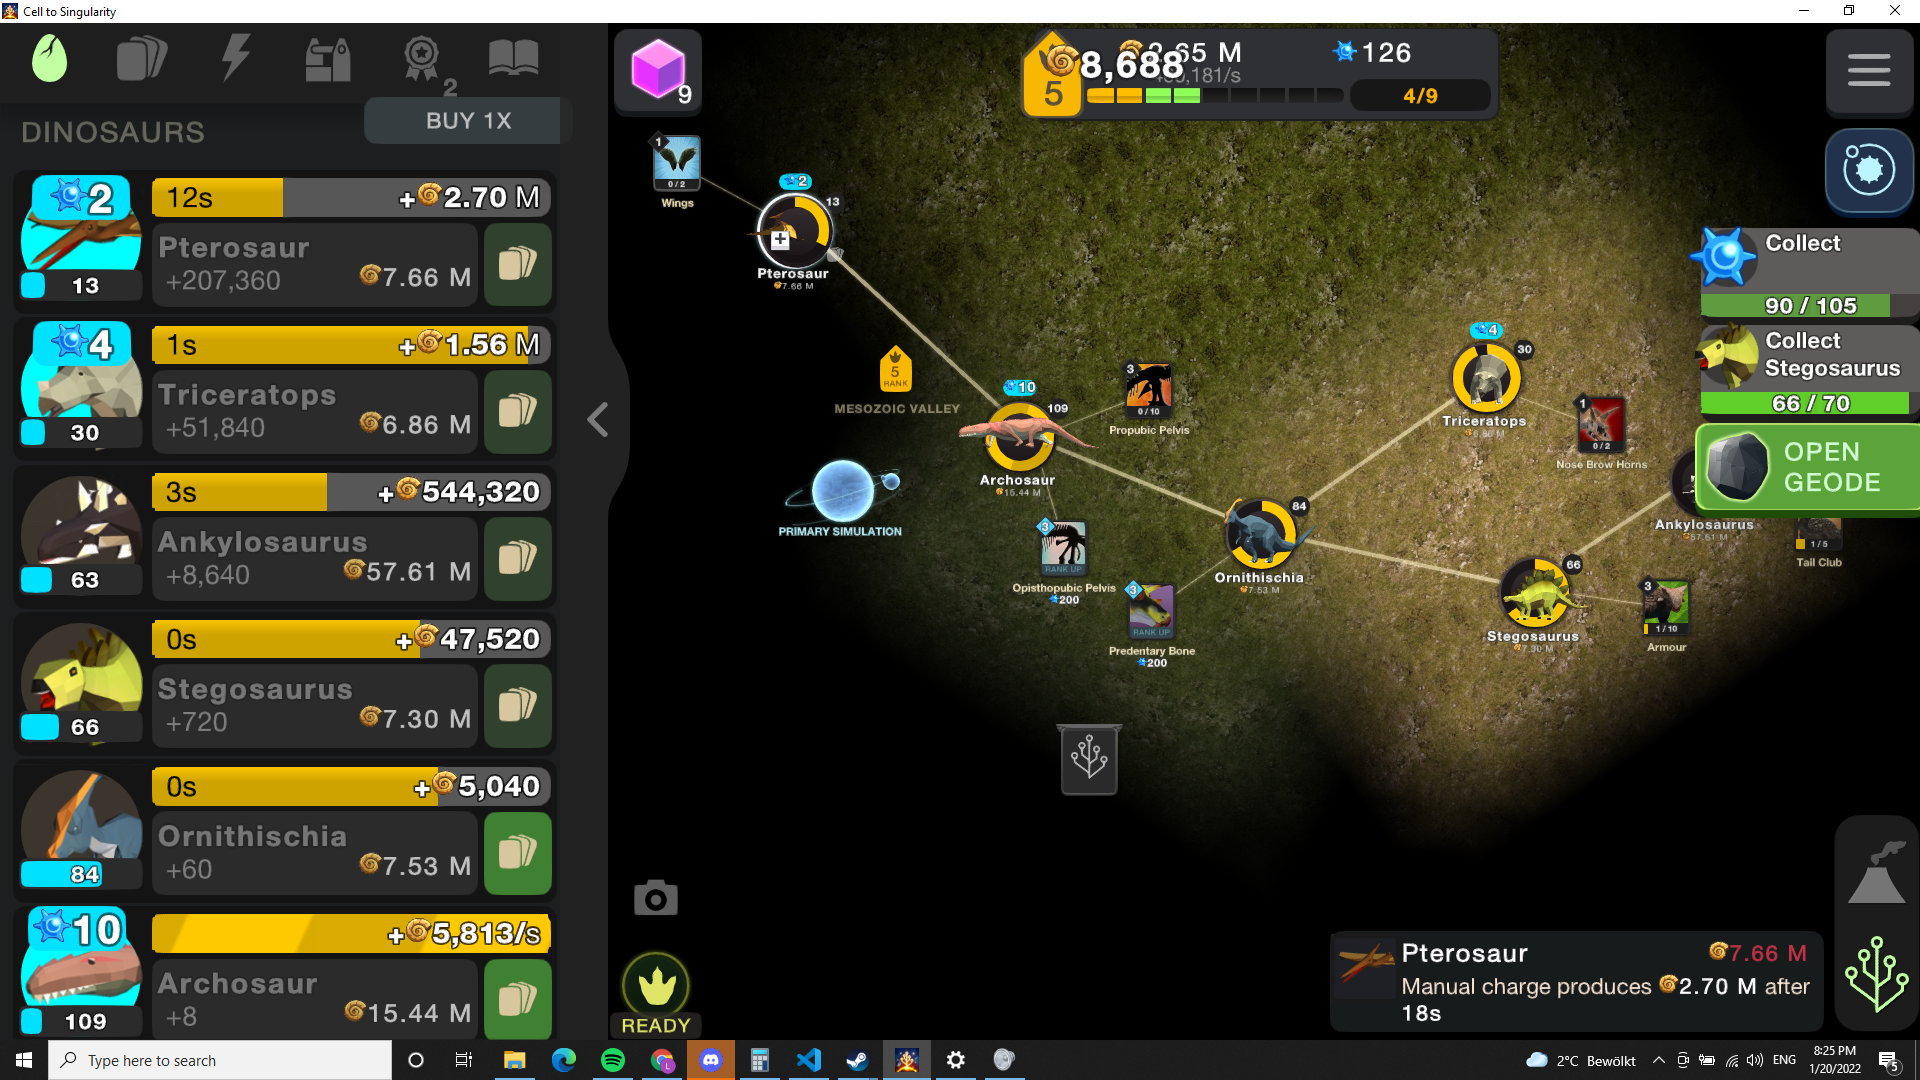 Cell to Singularity
2
DINOSAURS
BUY 1X
2
12s
+2.70 M
Pterosaur
+207,360
7.66 M
13
4
1s
+1.56 M
Triceratops
+51,840
6.86 M
30
3s
+544,320
Ankylosaurus
+8,640
57.61 M
63
0s
+47,520
Stegosaurus
+720
7.30 M
66
0s
+5,040
Ornithischia
+60
7.53 M
84
10
+5,813/s
Archosaur
+8
15.44 M
109
9
5
8,688
2.65 M
126
4/9
1
0/2
Wings
2
13
Pterosaur
7.66 M
5
RANK
MESOZOIC VALLEY
PRIMARY SIMULATION
10
109
Archosaur
15.44 M
3
0/10
Propubic Pelvis
3
RANK UP
Opisthopubic Pelvis
200
3
RANK UP
Predentary Bone
200
84
Ornithischia
7.53 M
4
30
Triceratops
6.86 M
1
0/2
Nose Brow Horns
66
Stegosaurus
7.30 M
3
1/10
Armour
Ankylosaurus
57.61 M
1/5
Tail Club
Collect
90 / 105
Collect
Stegosaurus
66 / 70
OPEN
GEODE
READY
Pterosaur
7.66 M
Manual charge produces 2.70 M after
18s
Type here to search
2°C Bewölkt
ENG
8:25 PM
1/20/2022
5